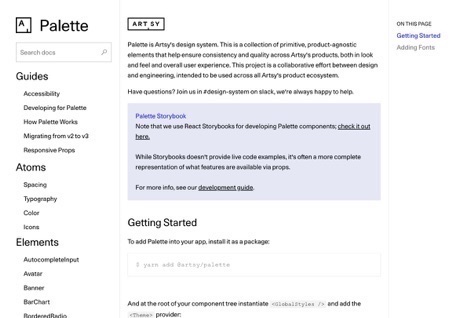 A
Palette
Search docs
Guides
Accessibility
Developing for Palette
How Palette Works
Migrating from v2 to v3
Responsive Props
Atoms
Spacing
Typography
Color
Icons
Elements
AutocompleteInput
Avatar
Banner
BarChart
BorderedRadio
ARTSY
Palette is Artsy's design system. This is a collection of primitive, product-agnostic
elements that help ensure consistency and quality across Artsy's products, both in look
and feel and overall user experience. This project is a collaborative effort between design
and engineering, intended to be used across all Artsy's product ecosystem.
Have questions? Join us in #design-system on slack, we're always happy to help.
Palette Storybook
Note that we use React Storybooks for developing Palette components; check it out
here.
While Storybooks doesn't provide live code examples, it's often a more complete
representation of what features are available via props.
For more info, see our development guide.
Getting Started
To add Palette into your app, install it as a package:
$ yarn add @artsy/palette
And at the root of your component tree instantiate <GlobalStyles /> and add the
<Theme> provider:
ON THIS PAGE
Getting Started
Adding Fonts